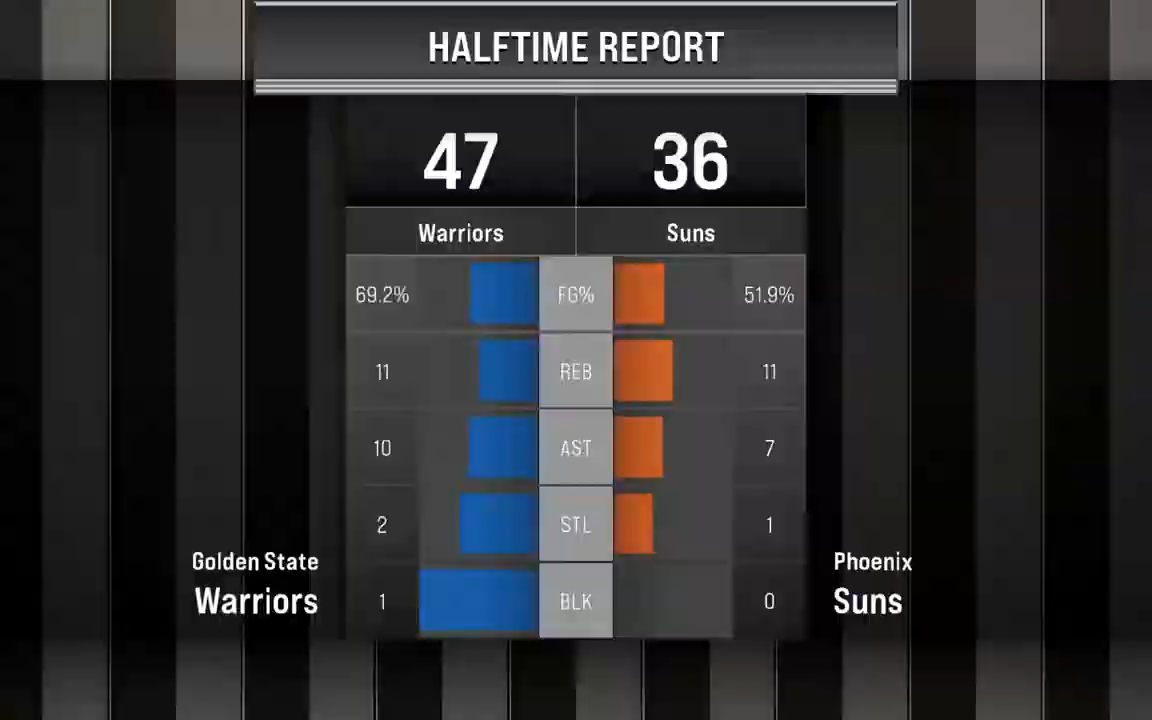 HALFTIME REPORT
47 36
Warriors Suns
69.2% FG% 51.9%
11 REB 11
10 AST 7
2 STL 1
1 BLK 0
Golden State
Warriors
Phoenix
Suns